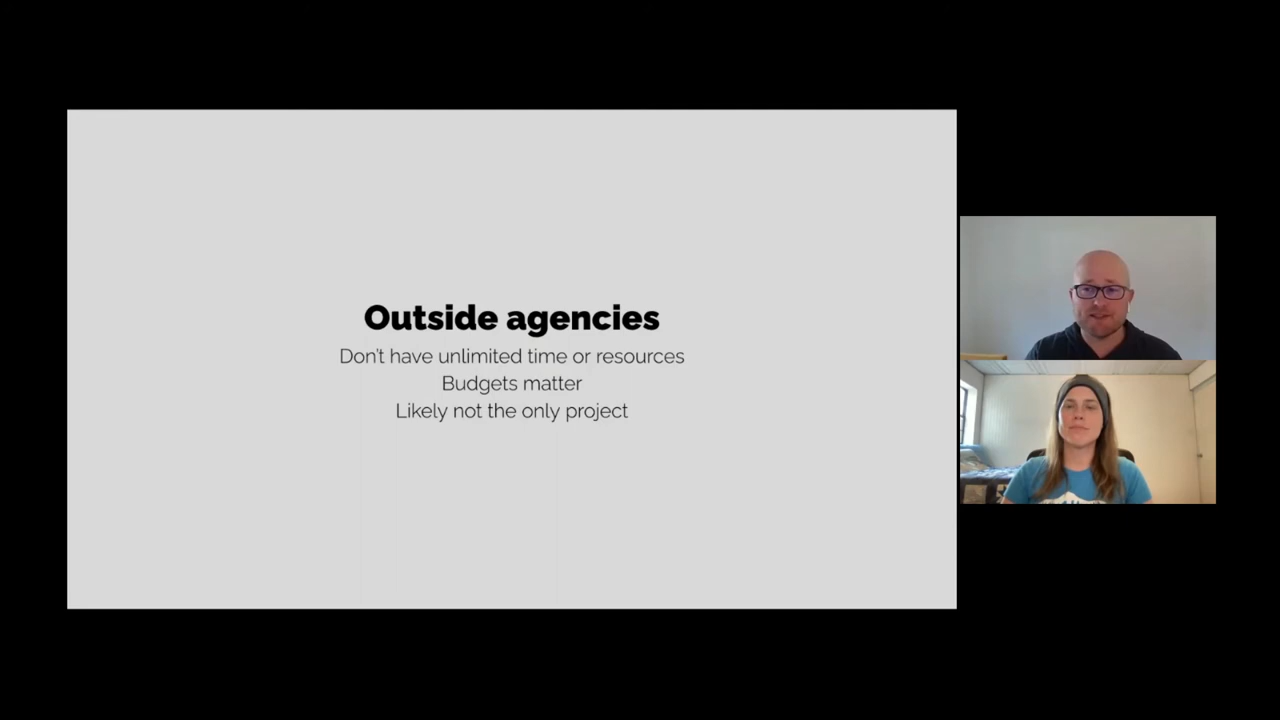 Outside agencies
Don't have unlimited time or resources
Budgets matter
Likely not the only project